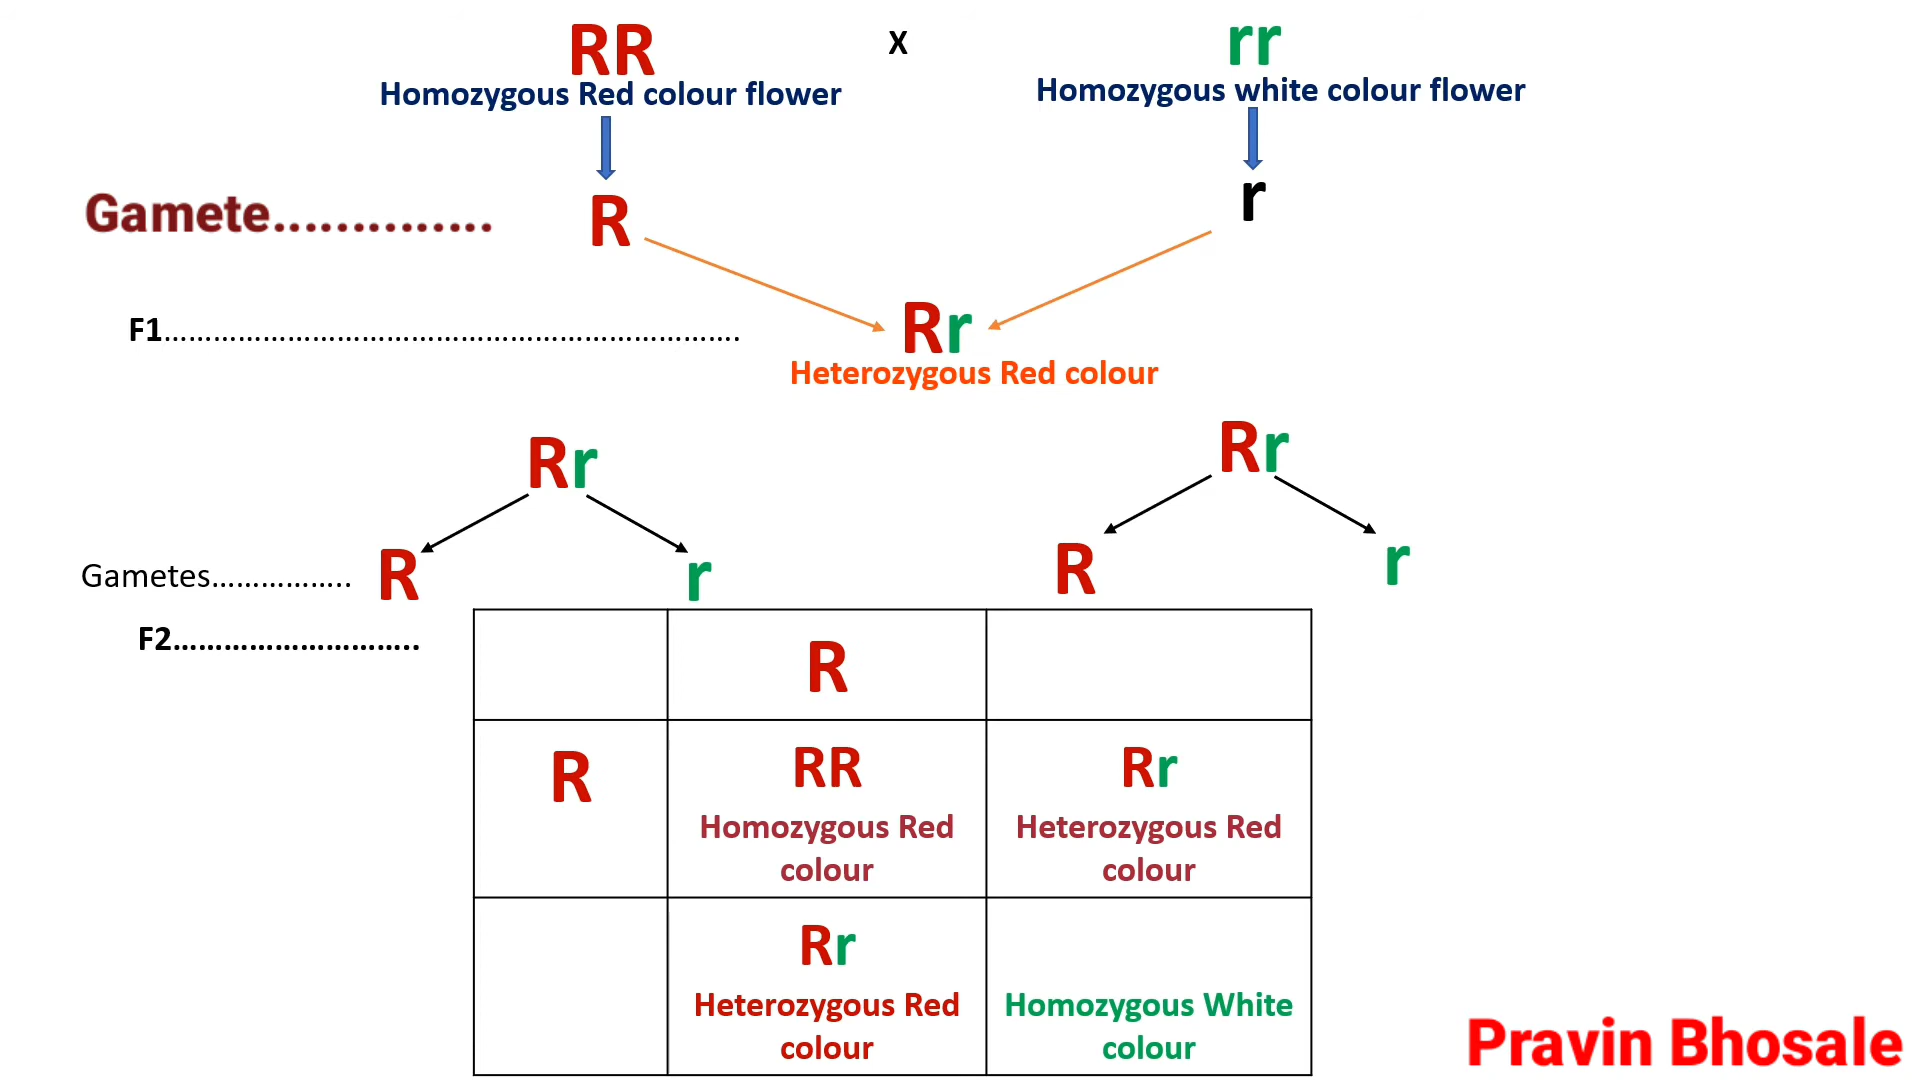 RR x rr
Homozygous Red colour flower Homozygous white colour flower
Gamete.............. R r
F1................................................................. Rr
Heterozygous Red colour
Rr Rr
Gametes................. R r R r
F2............................
R
R RR Rr
Homozygous Red Heterozygous Red
colour colour
Rr
Heterozygous Red Homozygous White
colour colour
Pravin Bhosale